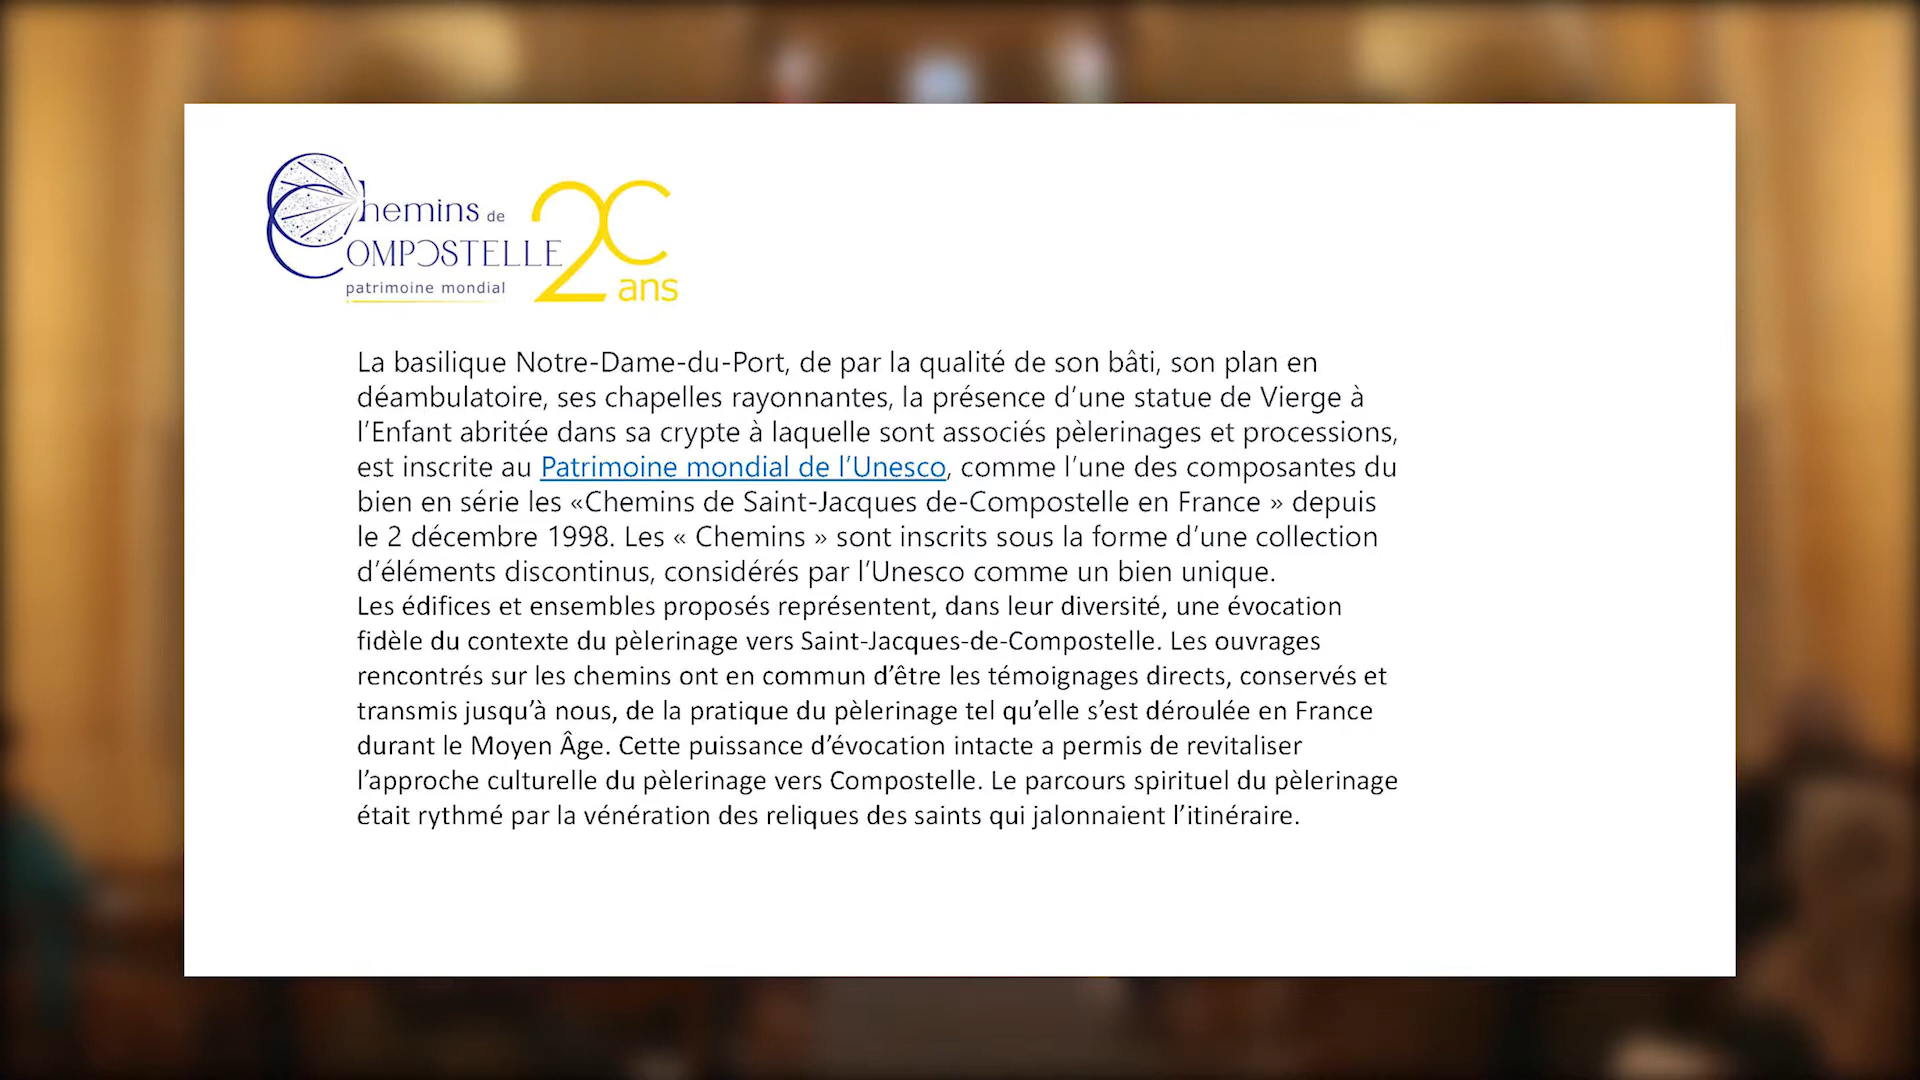 Chemins de
COMPOSTELLE
patrimoine mondial
20
ans
La basilique Notre-Dame-du-Port, de par la qualité de son bâti, son plan en
déambulatoire, ses chapelles rayonnantes, la présence d’une statue de Vierge à
l’Enfant abritée dans sa crypte à laquelle sont associés pèlerinages et processions,
est inscrite au Patrimoine mondial de l’Unesco, comme l’une des composantes du
bien en série les «Chemins de Saint-Jacques de-Compostelle en France » depuis
le 2 décembre 1998. Les « Chemins » sont inscrits sous la forme d’une collection
d’éléments discontinus, considérés par l’Unesco comme un bien unique.
Les édifices et ensembles proposés représentent, dans leur diversité, une évocation
fidèle du contexte du pèlerinage vers Saint-Jacques-de-Compostelle. Les ouvrages
rencontrés sur les chemins ont en commun d’être les témoignages directs, conservés et
transmis jusqu’à nous, de la pratique du pèlerinage tel qu’elle s’est déroulée en France
durant le Moyen Âge. Cette puissance d’évocation intacte a permis de revitaliser
l’approche culturelle du pèlerinage vers Compostelle. Le parcours spirituel du pèlerinage
était rythmé par la vénération des reliques des saints qui jalonnaient l’itinéraire.